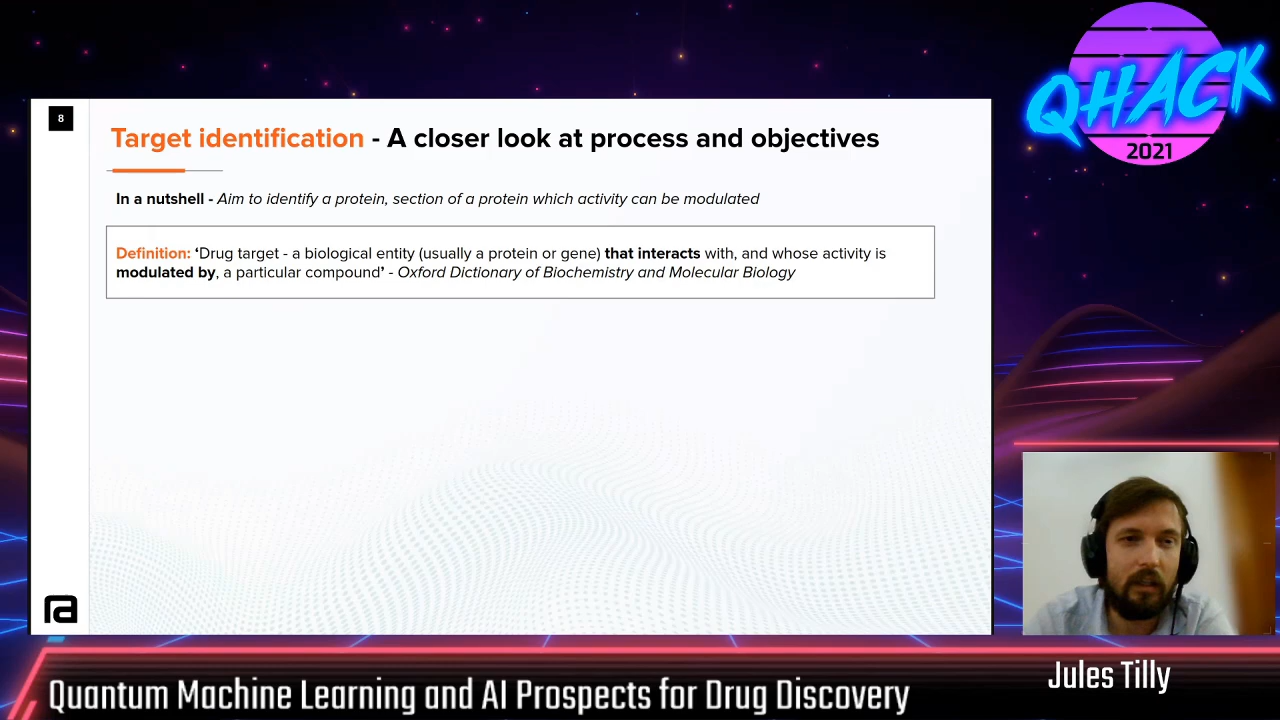 8
Target identification - A closer look at process and objectives
In a nutshell - Aim to identify a protein, section of a protein which activity can be modulated
Definition: ‘Drug target - a biological entity (usually a protein or gene) that interacts with, and whose activity is
modulated by, a particular compound’ - Oxford Dictionary of Biochemistry and Molecular Biology
QHACK
2021
ra
Jules Tilly
Quantum Machine Learning and AI Prospects for Drug Discovery